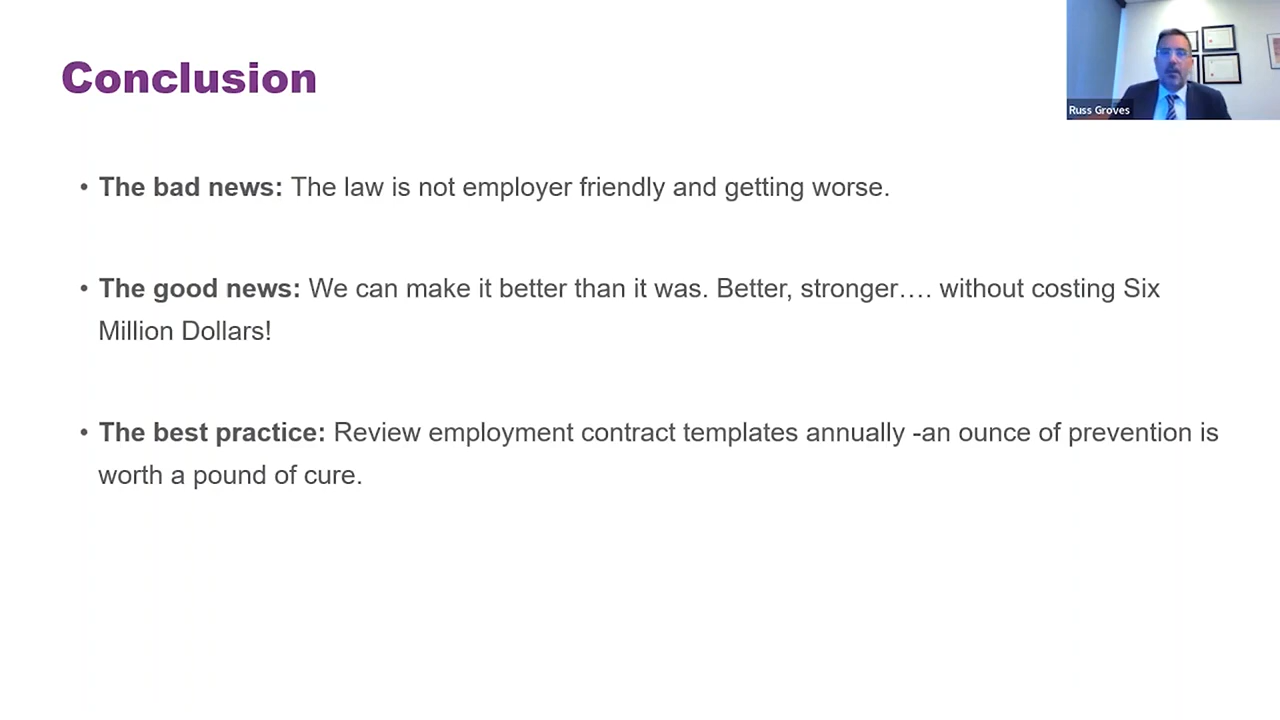 Conclusion
Russ Groves
• The bad news: The law is not employer friendly and getting worse.
• The good news: We can make it better than it was. Better, stronger…. without costing Six
Million Dollars!
• The best practice: Review employment contract templates annually -an ounce of prevention is
worth a pound of cure.